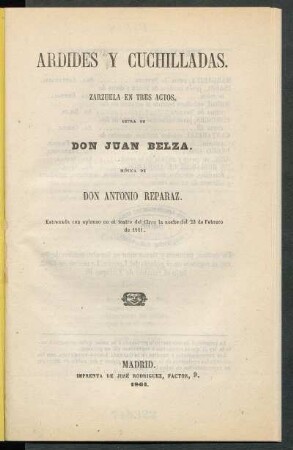 ARDIDES Y CUCHILLADAS.
ZARZUELA EN TRES ACTOS,
LETRA DE
DON JUAN BELZA.
MÚSICA DE
DON ANTONIO REPARAZ.
Estrenada con aplauso en el teatro del Circo la noche del 23 de Febrero
de 1861.
MADRID.
IMPRENTA DE JOSÉ RODRIGUEZ, FACTOR, 9.
1861.